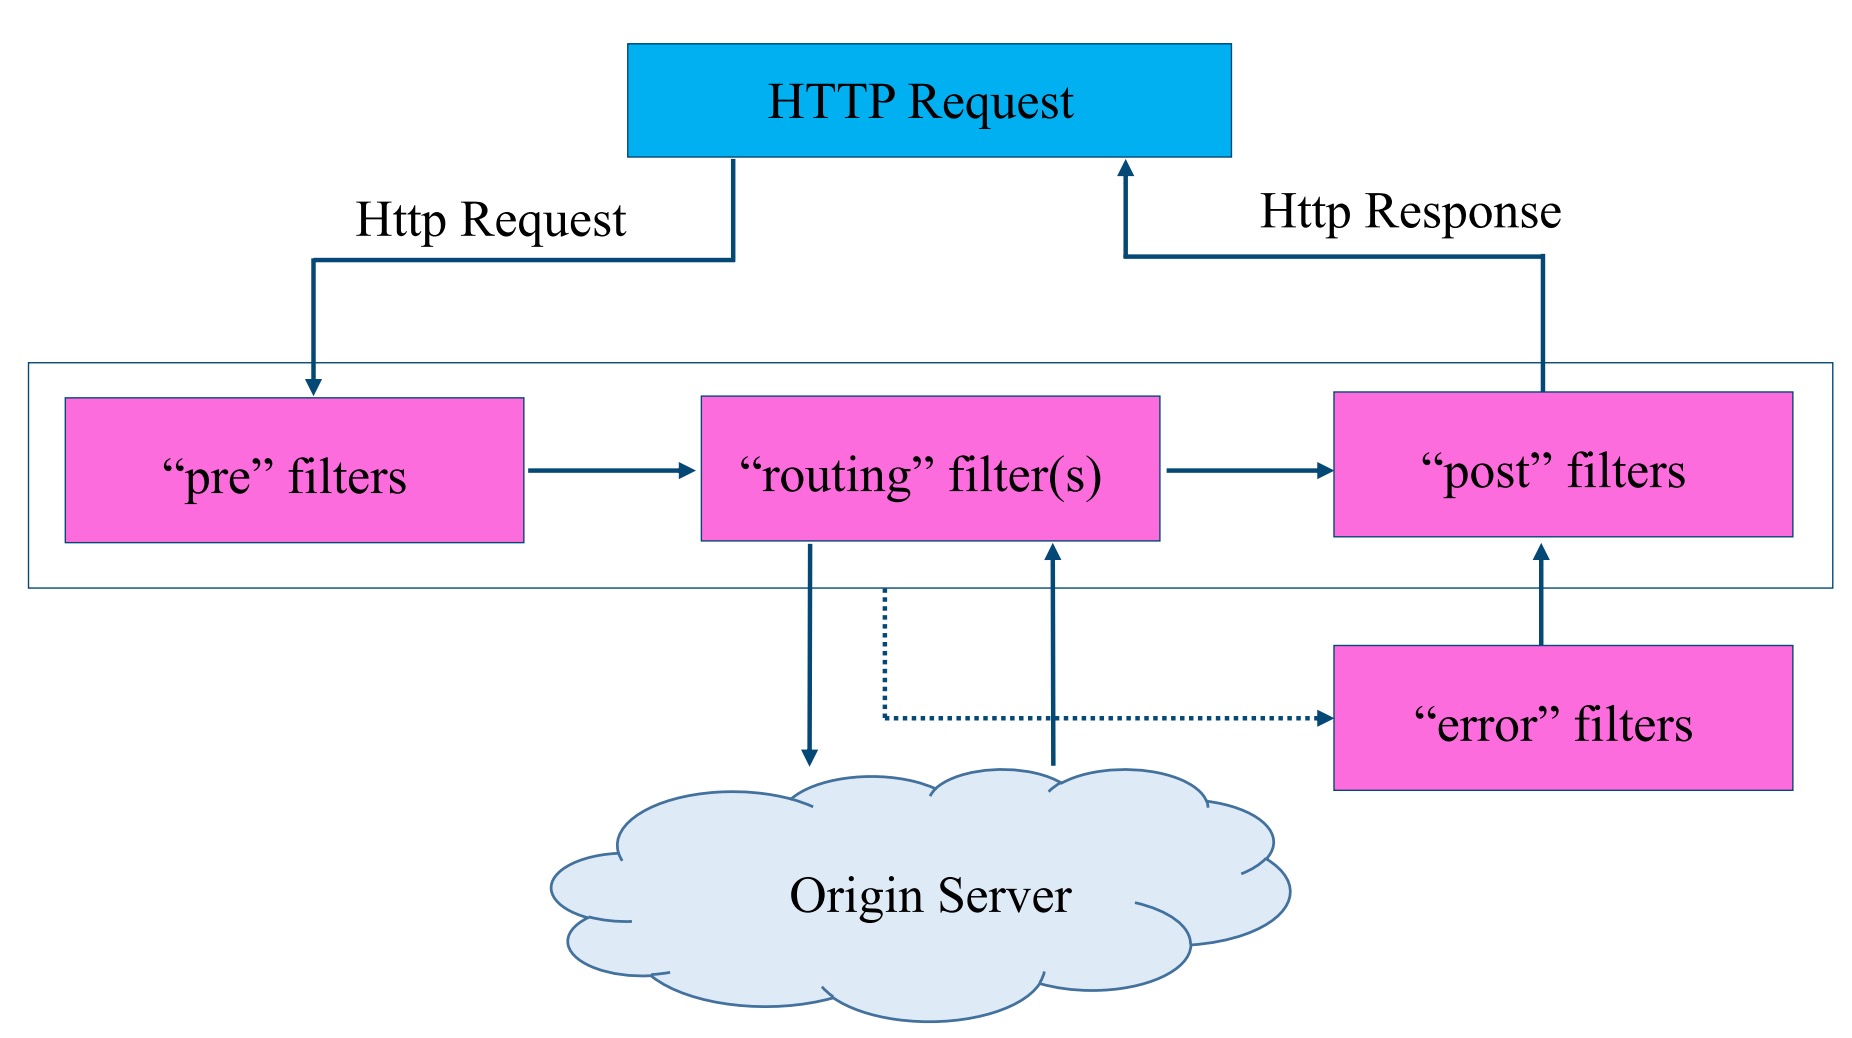 HTTP Request
Http Request
Http Response
“pre” filters
“routing” filter(s)
“post” filters
“error” filters
Origin Server